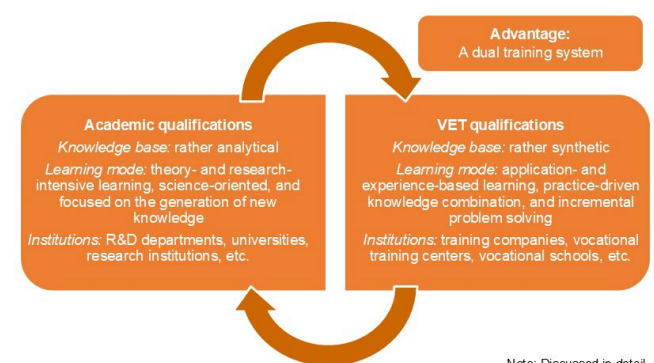 Advantage:
A dual training system
Academic qualifications
Knowledge base: rather analytical
Learning mode: theory- and research-
intensive learning, science-oriented, and
focused on the generation of new
knowledge
Institutions: R&D departments, universities,
research institutions, etc.
VET qualifications
Knowledge base: rather synthetic
Learning mode: application- and
experience-based learning, practice-driven
knowledge combination, and incremental
problem solving
Institutions: training companies, vocational
training centers, vocational schools, etc.
Note: Discussed in detail